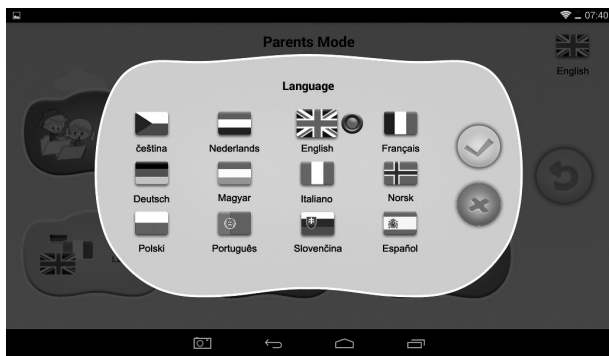 07:40
Parents Mode
English
Language
čeština Nederlands English Français
Deutsch Magyar Italiano Norsk
Polski Português Slovenčina Español